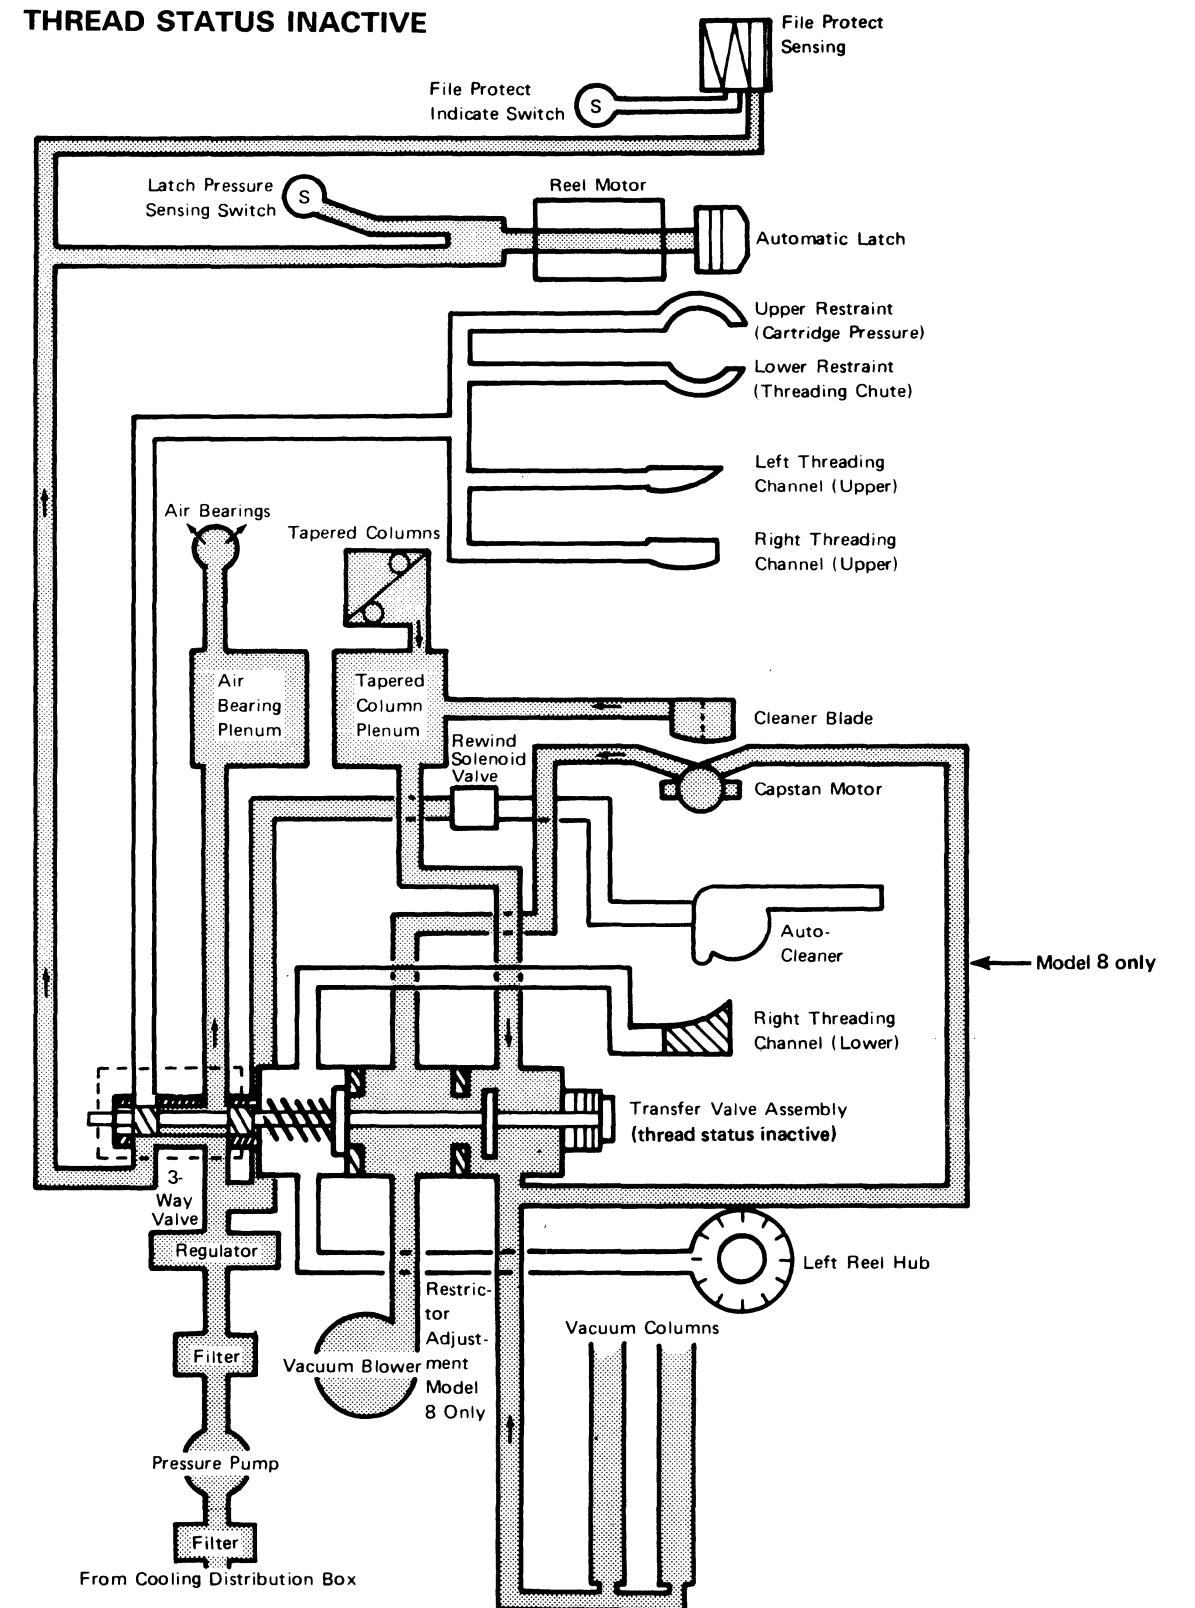 THREAD STATUS INACTIVE
File Protect
Sensing
File Protect
Indicate Switch
S
Latch Pressure
Sensing Switch
S
Reel Motor
Automatic Latch
Upper Restraint
(Cartridge Pressure)
Lower Restraint
(Threading Chute)
Left Threading
Channel (Upper)
Right Threading
Channel (Upper)
Air Bearings
Tapered Columns
Air
Bearing
Plenum
Tapered
Column
Plenum
Cleaner Blade
Rewind
Solenoid
Valve
Capstan Motor
Auto-
Cleaner
Model 8 only
Right Threading
Channel (Lower)
Transfer Valve Assembly
(thread status inactive)
3-
Way
Valve
Regulator
Left Reel Hub
Restric-
tor
Adjust-
ment
Model
8 Only
Vacuum Columns
Filter
Vacuum Blower
Pressure Pump
Filter
From Cooling Distribution Box